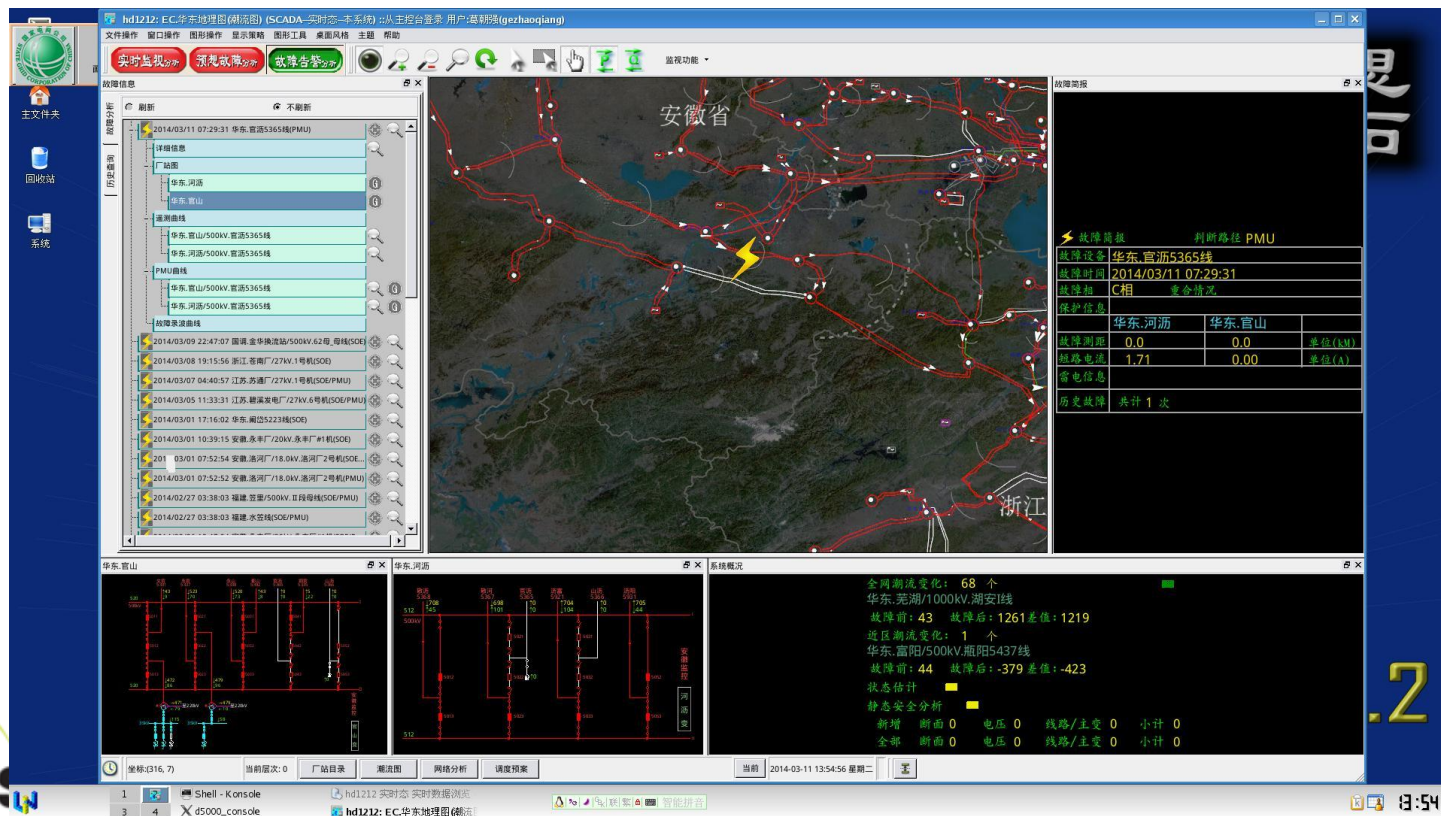 hd1212: EC.华东地理图(潮流图) (SCADA--实时态--本系统) ::从主控台登录 用户:葛朝强(gezhaoqiang)
文件操作 窗口操作 图形操作 显示策略 图形工具 桌面风格 主题 帮助
实时监视分析 预想故障分析 故障告警分析
监视功能
主文件夹
回收站
系统
故障信息
故障分析
历史查询
刷新 不刷新
2014/03/11 07:29:31 华东.官沥5365线(PMU)
详细信息
厂站图
华东.河沥
华东.官山
遥测曲线
华东.官山/500kV.官沥5365线
华东.河沥/500kV.官沥5365线
PMU曲线
华东.官山/500kV.官沥5365线
华东.河沥/500kV.官沥5365线
故障录波曲线
2014/03/09 22:47:07 国调.金华换流站/500kV.62母_母线(SOE)
2014/03/08 19:15:56 浙江.苍南厂/27kV.1号机(SOE)
2014/03/07 04:40:57 江苏.苏通厂/27kV.1号机(SOE/PMU)
2014/03/05 11:33:31 江苏.碧溪发电厂/27kV.6号机(SOE/PMU)
2014/03/01 17:16:02 华东.阚岱5223线(SOE)
2014/03/01 10:39:15 安徽.永丰厂/20kV.永丰厂#1机(SOE)
03/01 07:52:54 安徽.洛河厂/18.0kV.洛河厂2号机(SOE...
2014/03/01 07:52:52 安徽.洛河厂/18.0kV.洛河厂2号机(PMU)
2014/02/27 03:38:03 福建.笠里/500kV.Ⅱ段母线(SOE/PMU)
2014/02/27 03:38:03 福建.水笠线(SOE/PMU)
安徽省
浙江
故障简报
故障简报 判断路径 PMU
故障设备 华东.官沥5365线
故障时间 2014/03/11 07:29:31
故障相 C相 重合情况
保护信息
华东.河沥 华东.官山
故障测距 0.0 0.0 单位(kM)
短路电流 1.71 0.00 单位(A)
雷电信息
历史故障 共计 1 次
华东.官山
华东.河沥
500kV
512
安徽监控
河沥变
系统概况
全网潮流变化: 68 个
华东.芜湖/1000kV.湖安I线
故障前: 43 故障后: 1261 差值: 1219
近区潮流变化: 1 个
华东.富阳/500kV.瓶阳5437线
故障前: 44 故障后: -379 差值: -423
状态估计
静态安全分析
新增 断面 0 电压 0 线路/主变 0 小计 0
全部 断面 0 电压 0 线路/主变 0 小计 0
坐标:(316, 7) 当前层次: 0 厂站目录 潮流图 网络分析 调度预案 当前 2014-03-11 13:54:56 星期二
1 Shell - Konsole hd1212 实时态 实时数据浏览
3 4 d5000_console hd1212: EC.华东地理图(潮流
智能拼音
13:54
.2